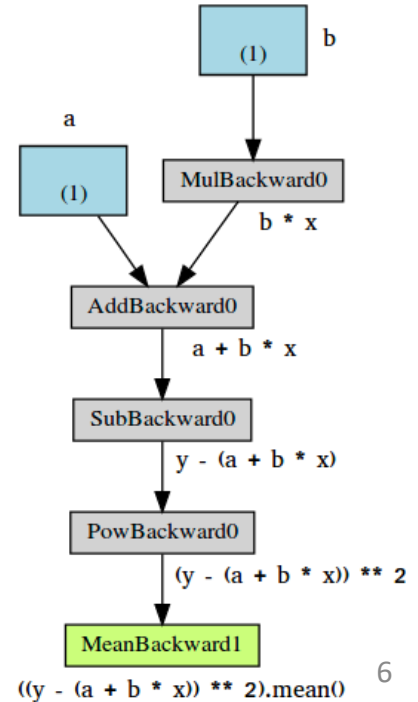 b
(1)
a
(1)
MulBackward0
b * x
AddBackward0
a + b * x
SubBackward0
y - (a + b * x)
PowBackward0
(y - (a + b * x)) ** 2
MeanBackward1
((y - (a + b * x)) ** 2).mean()
6